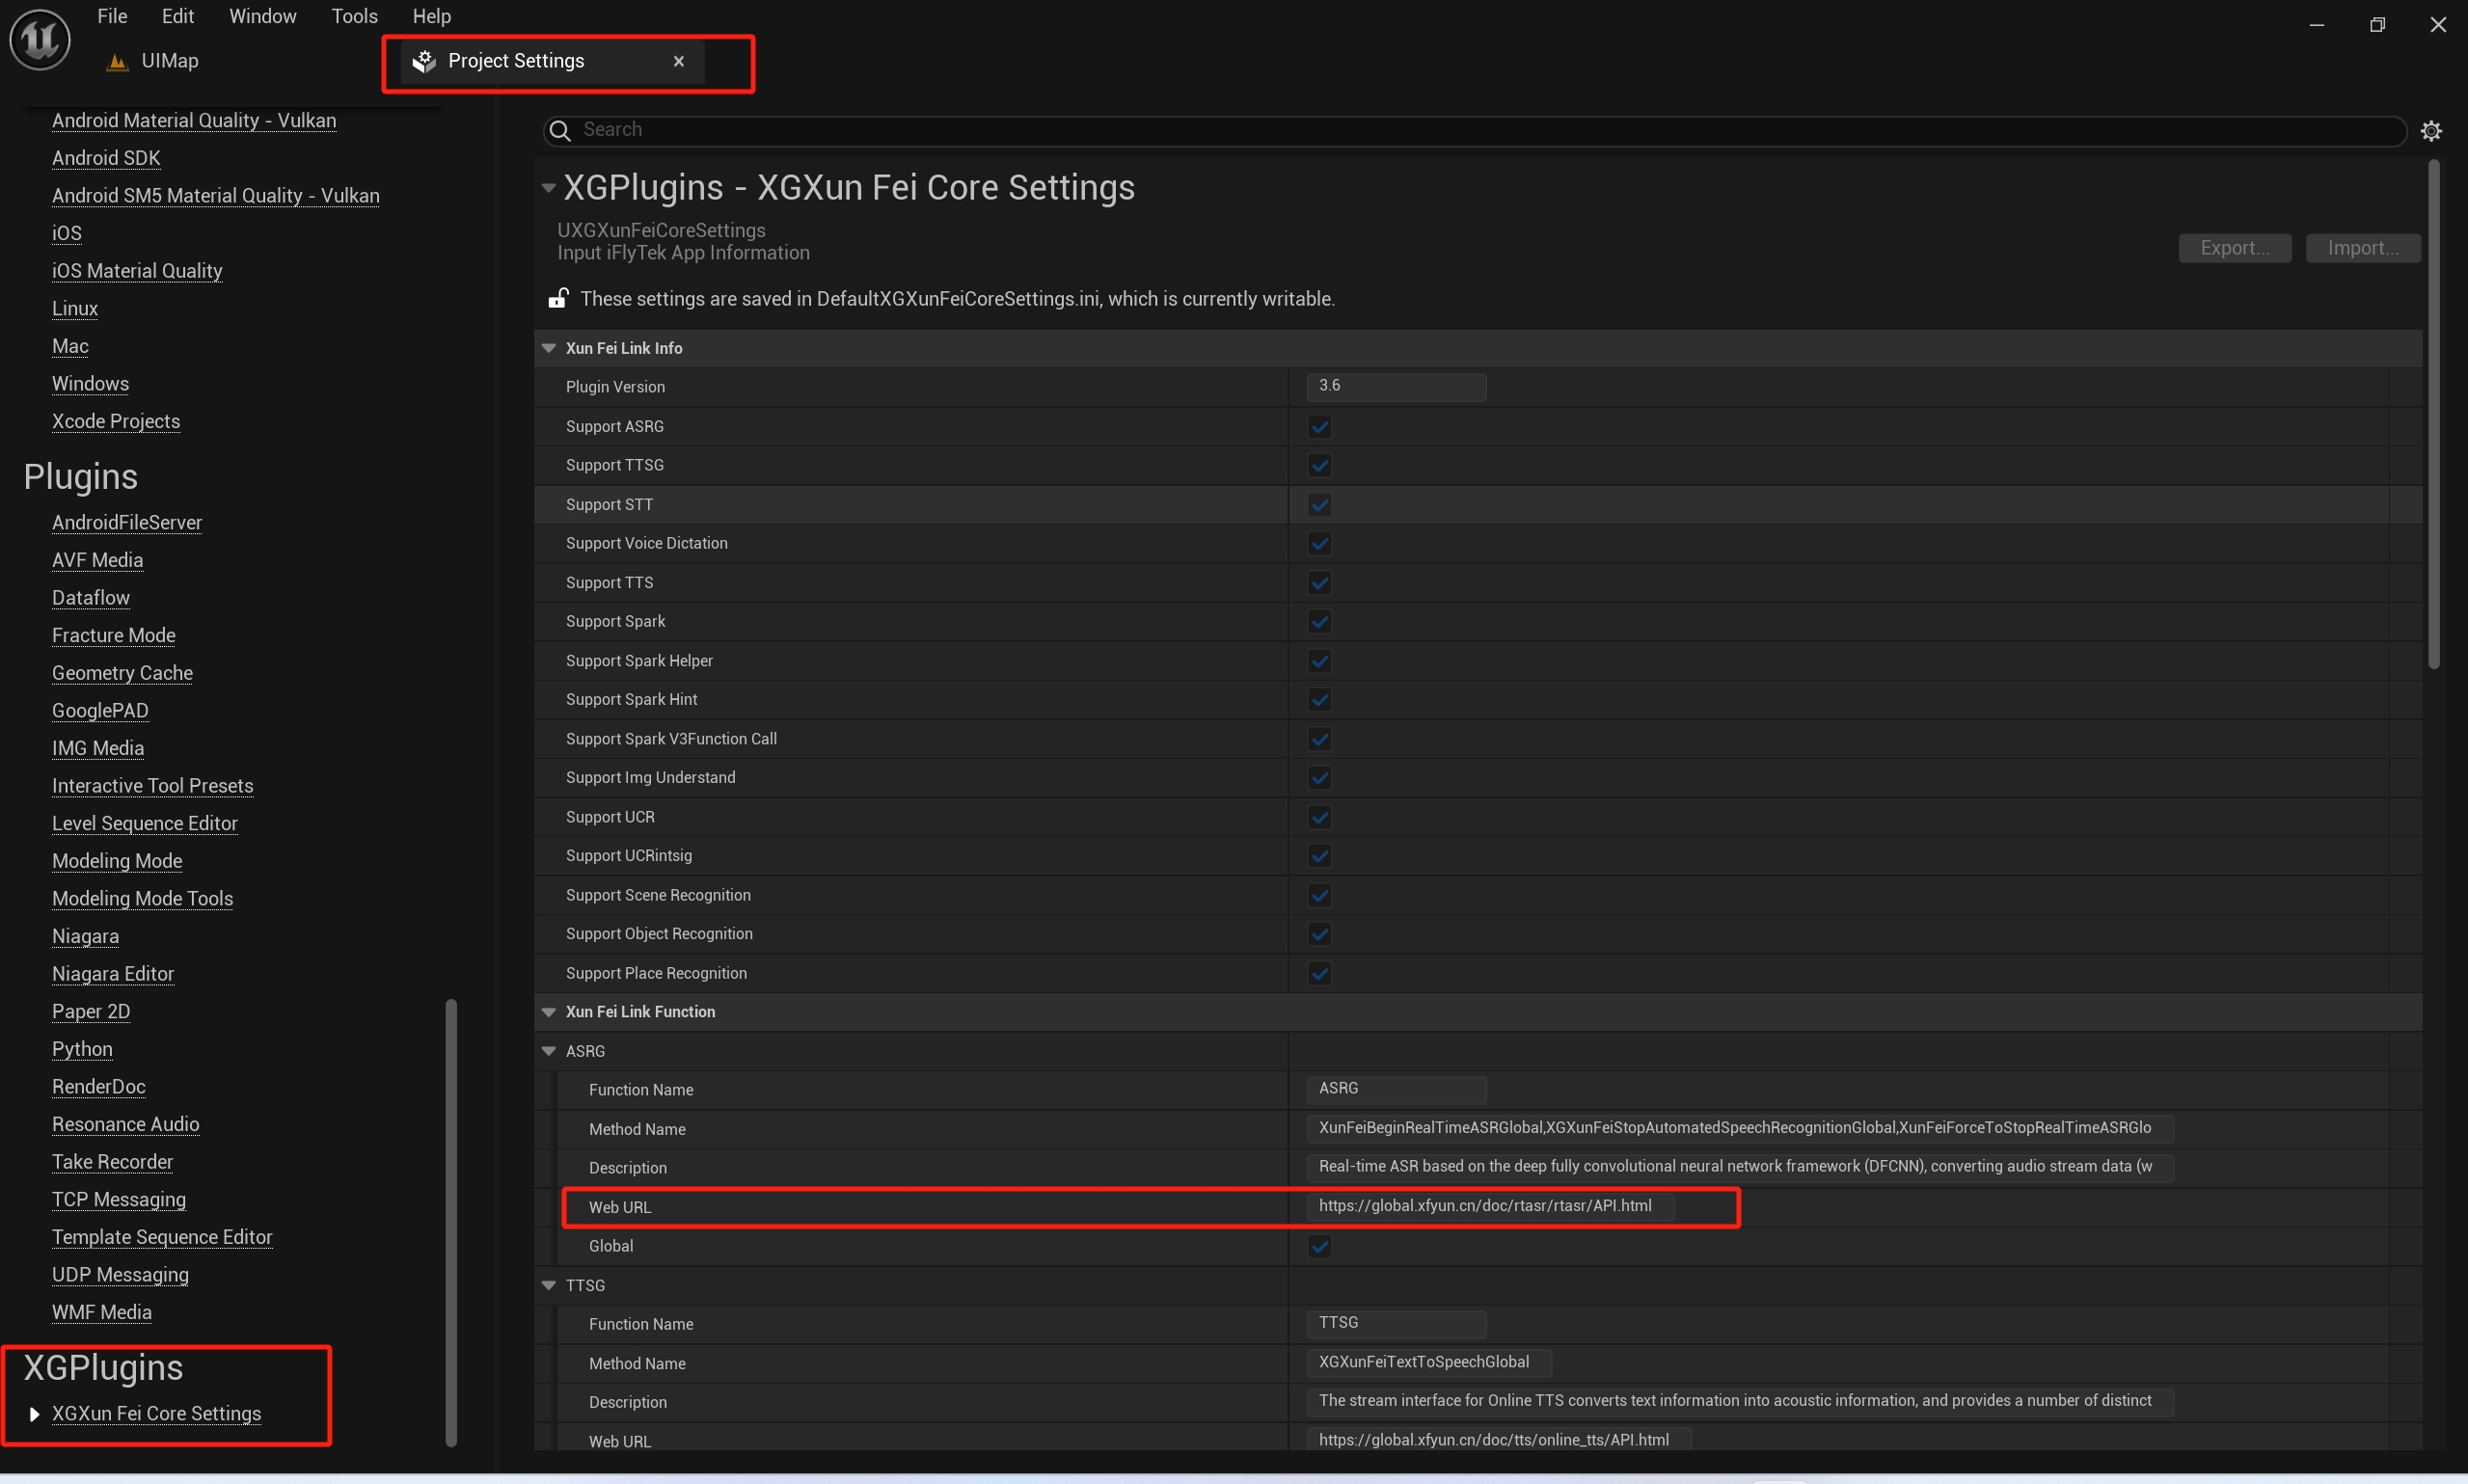 File Edit Window Tools Help
UIMap
Project Settings
Android Material Quality - Vulkan
Android SDK
Android SM5 Material Quality - Vulkan
iOS
iOS Material Quality
Linux
Mac
Windows
Xcode Projects
Plugins
AndroidFileServer
AVF Media
Dataflow
Fracture Mode
Geometry Cache
GooglePAD
IMG Media
Interactive Tool Presets
Level Sequence Editor
Modeling Mode
Modeling Mode Tools
Niagara
Niagara Editor
Paper 2D
Python
RenderDoc
Resonance Audio
Take Recorder
TCP Messaging
Template Sequence Editor
UDP Messaging
WMF Media
XGPlugins
XGXun Fei Core Settings
Search
XGPlugins - XGXun Fei Core Settings
UXGXunFeiCoreSettings
Input iFlyTek App Information
Export... Import...
These settings are saved in DefaultXGXunFeiCoreSettings.ini, which is currently writable.
Xun Fei Link Info
Plugin Version 3.6
Support ASRG
Support TTSG
Support STT
Support Voice Dictation
Support TTS
Support Spark
Support Spark Helper
Support Spark Hint
Support Spark V3Function Call
Support Img Understand
Support UCR
Support UCRintsig
Support Scene Recognition
Support Object Recognition
Support Place Recognition
Xun Fei Link Function
ASRG
Function Name ASRG
Method Name XunFeiBeginRealTimeASRGlobal,XGXunFeiStopAutomatedSpeechRecognitionGlobal,XunFeiForceToStopRealTimeASRGlo
Description Real-time ASR based on the deep fully convolutional neural network framework (DFCNN), converting audio stream data (w
Web URL https://global.xfyun.cn/doc/rtasr/rtasr/API.html
Global
TTSG
Function Name TTSG
Method Name XGXunFeiTextToSpeechGlobal
Description The stream interface for Online TTS converts text information into acoustic information, and provides a number of distinct
Web URL https://global.xfyun.cn/doc/tts/online_tts/API.html